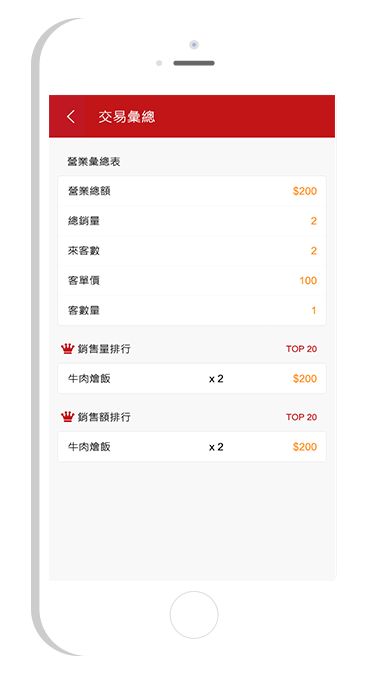 交易彙總
營業彙總表
營業總額 $200
總銷量 2
來客數 2
客單價 100
客數量 1
銷售量排行 TOP 20
牛肉燴飯 x 2 $200
銷售額排行 TOP 20
牛肉燴飯 x 2 $200